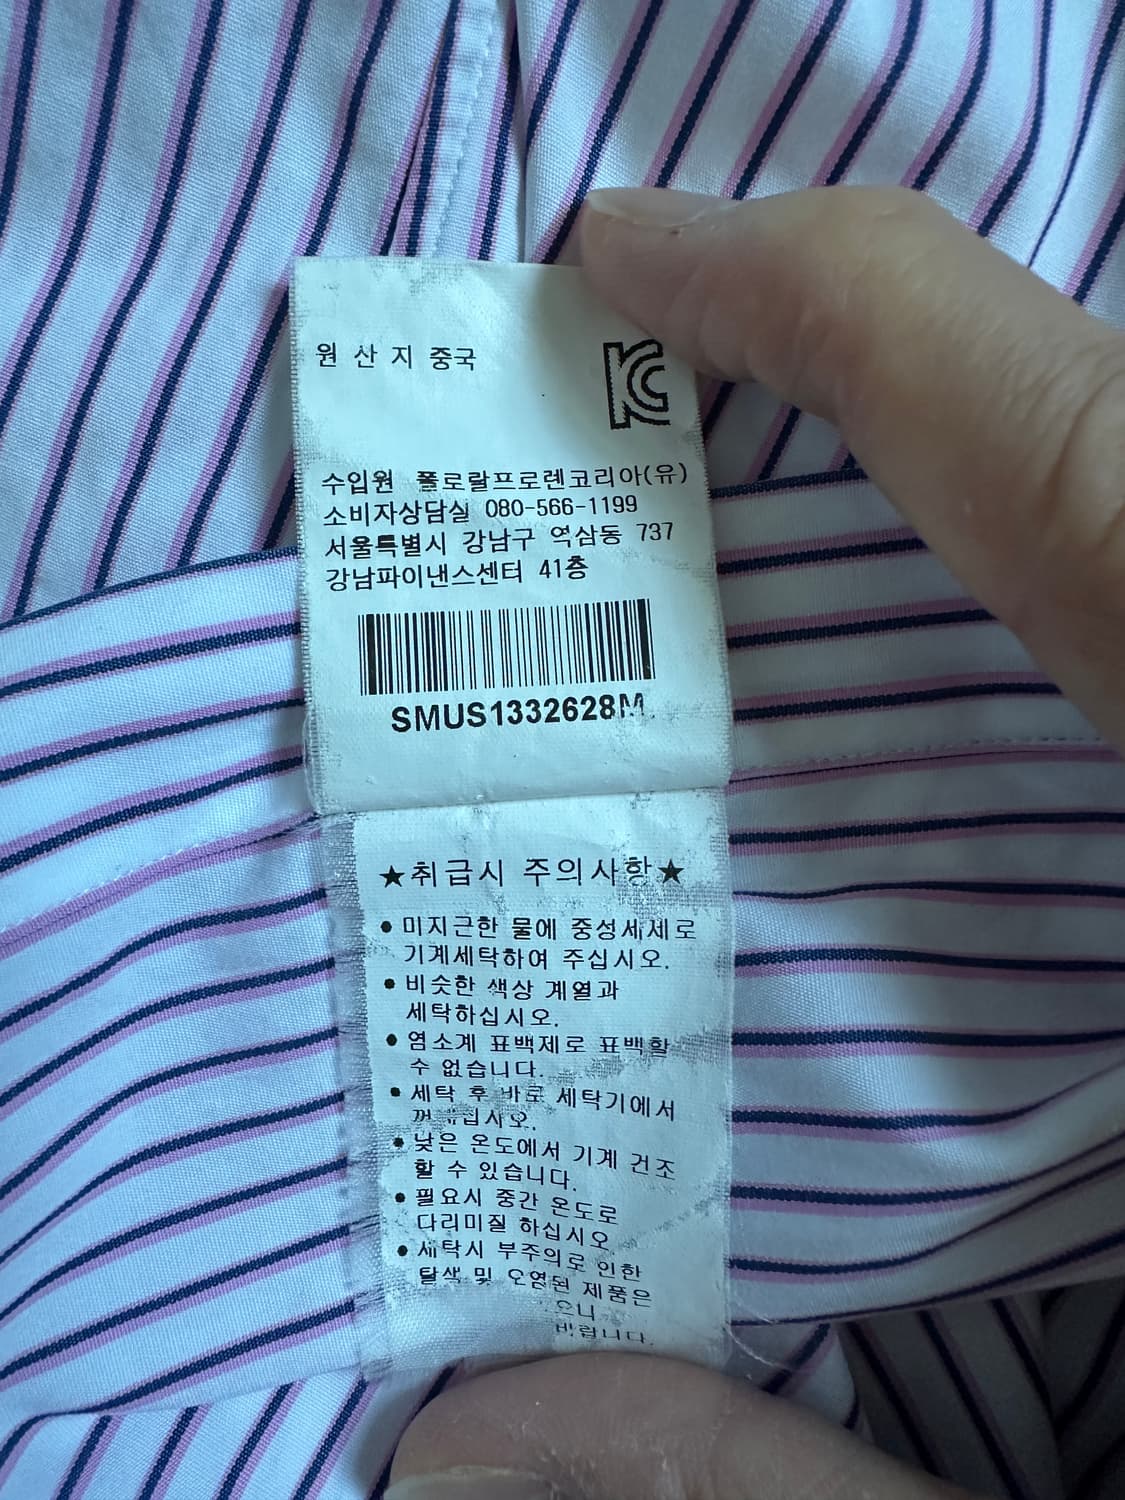 원 산 지 중국
KC
수입원 폴로랄프로렌코리아(유)
소비자상담실 080-566-1199
서울특별시 강남구 역삼동 737
강남파이낸스센터 41층
SMUS1332628M
★취급시 주의사항★
• 미지근한 물에 중성세제로
기계세탁하여 주십시오.
• 비슷한 색상 계열과
세탁하십시오.
• 염소계 표백제로 표백할
수 없습니다.
• 세탁 후 바로 세탁기에서
• 낮은 온도에서 기계 건조
할 수 있습니다.
• 필요시 중간 온도로
다리미질 하십시오
• 세탁시 부주의로 인한
탈색 및 오염된 제품은
바랍니다.